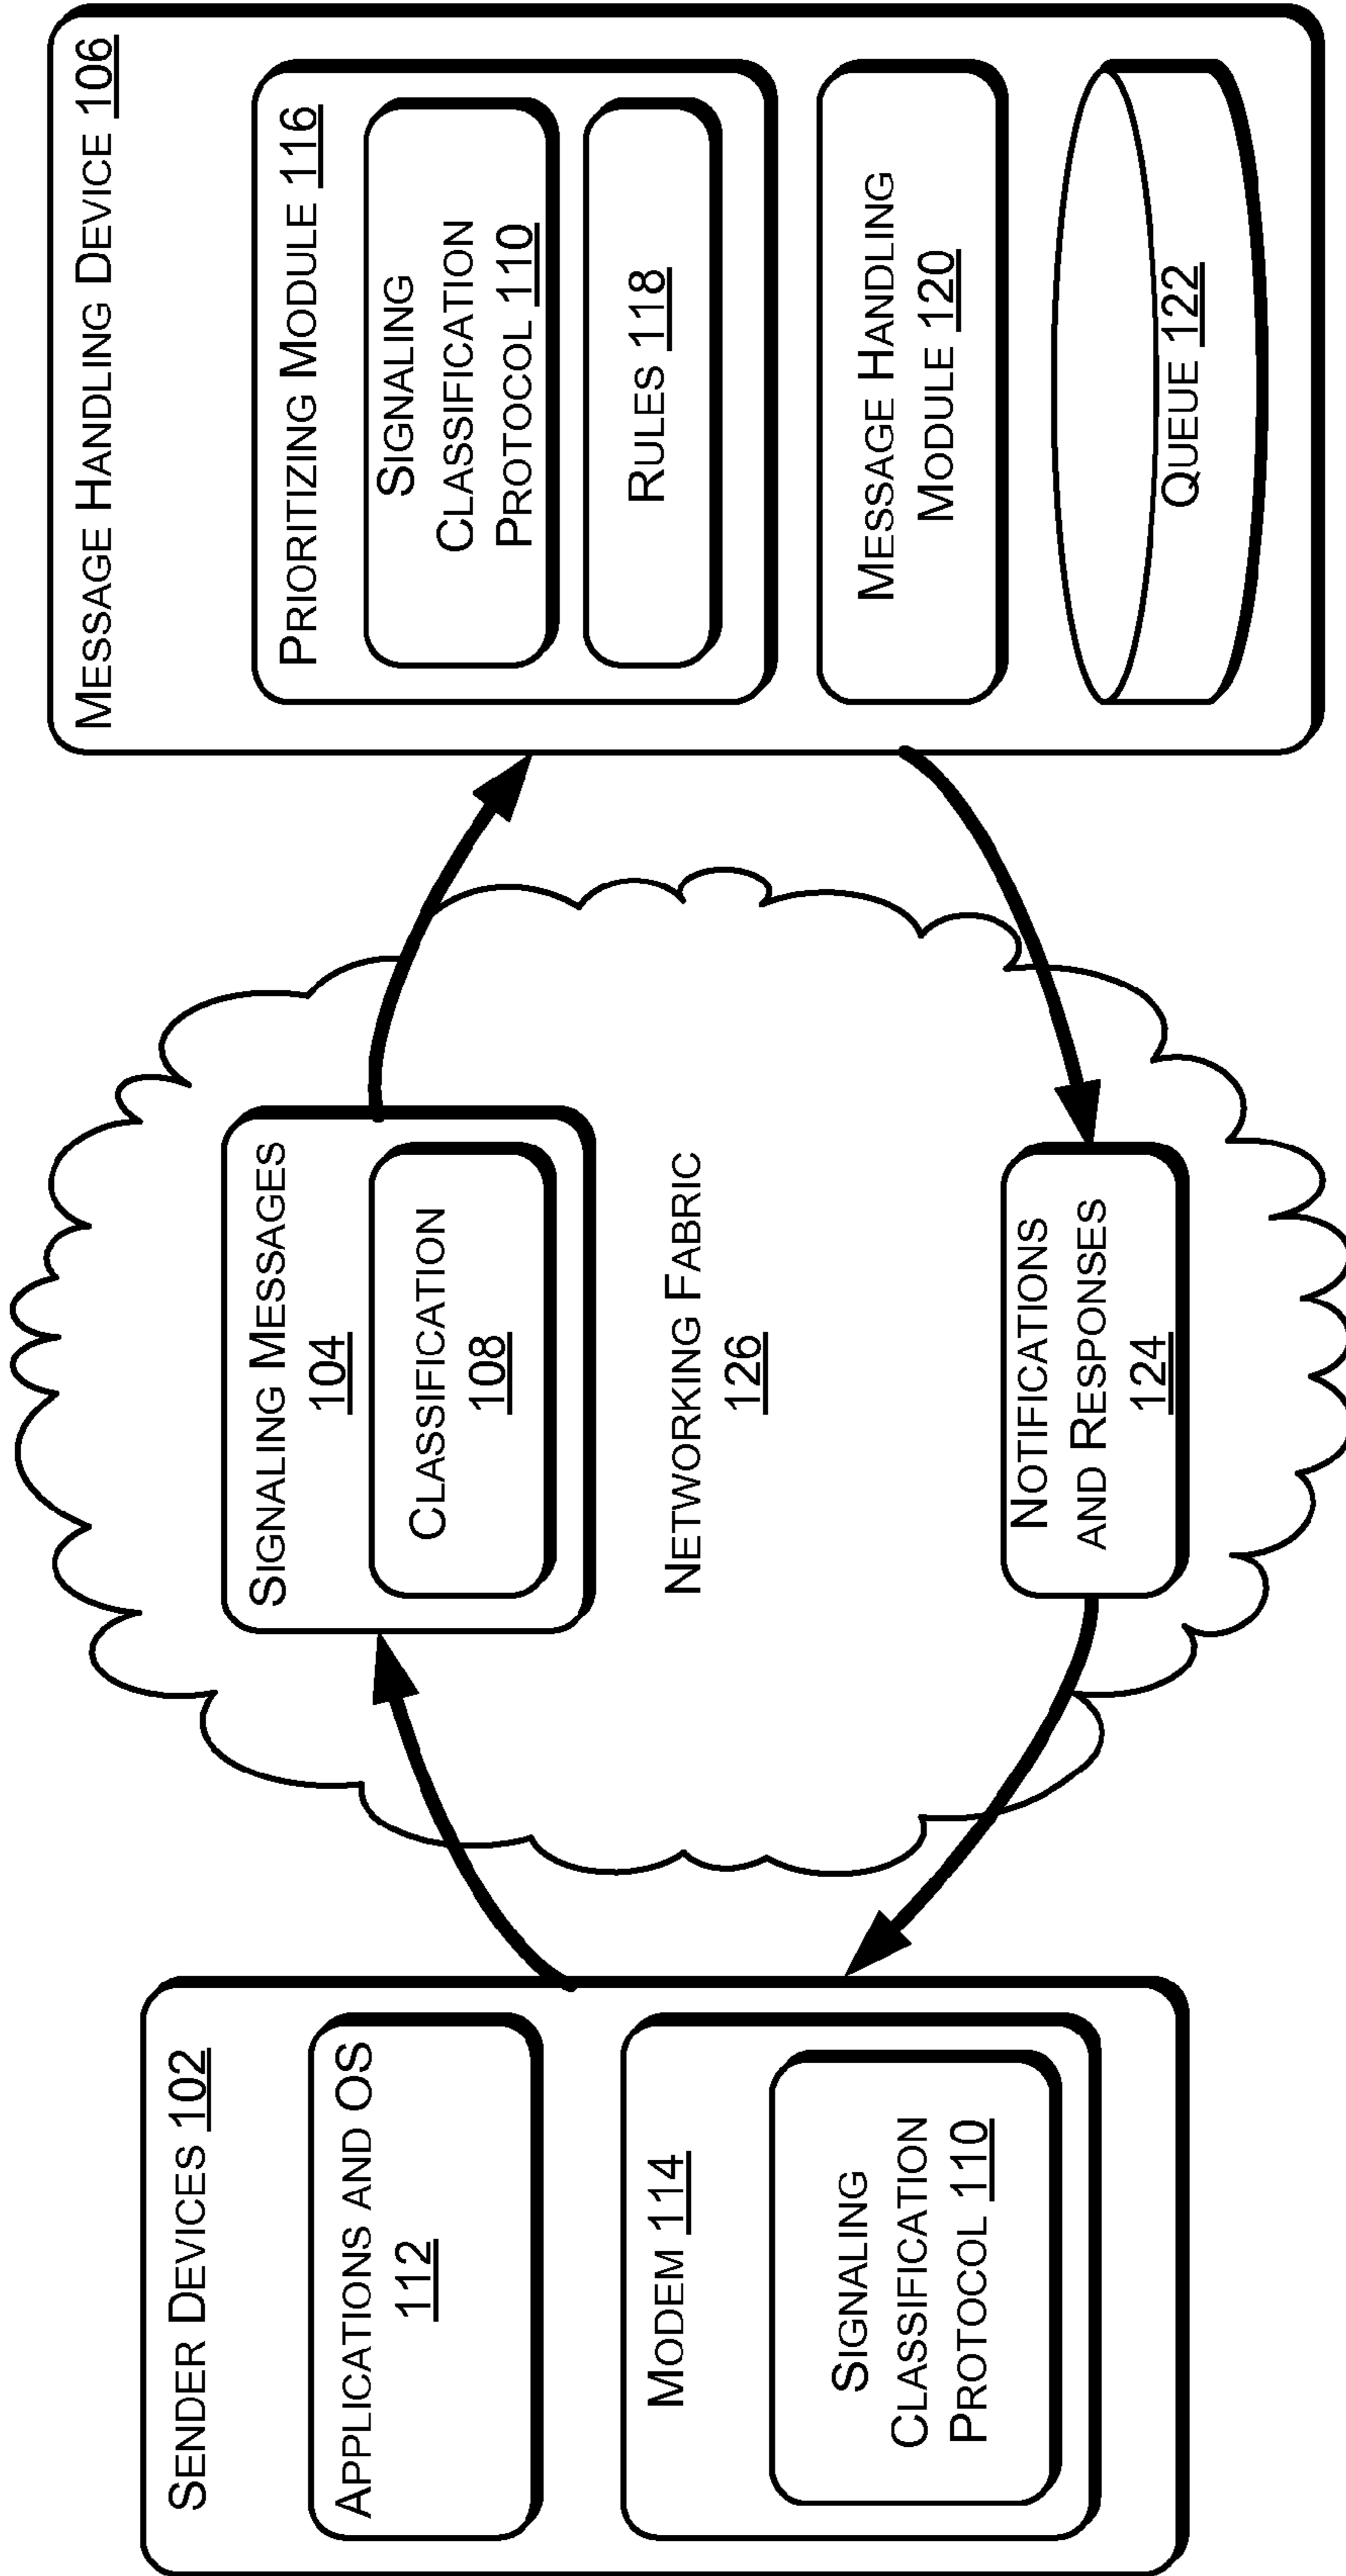 SENDER DEVICES 102
APPLICATIONS AND OS
112
MODEM 114
SIGNALING
CLASSIFICATION
PROTOCOL 110
SIGNALING MESSAGES
104
CLASSIFICATION
108
NETWORKING FABRIC
126
NOTIFICATIONS
AND RESPONSES
124
MESSAGE HANDLING DEVICE 106
PRIORITIZING MODULE 116
SIGNALING
CLASSIFICATION
PROTOCOL 110
RULES 118
MESSAGE HANDLING
MODULE 120
QUEUE 122